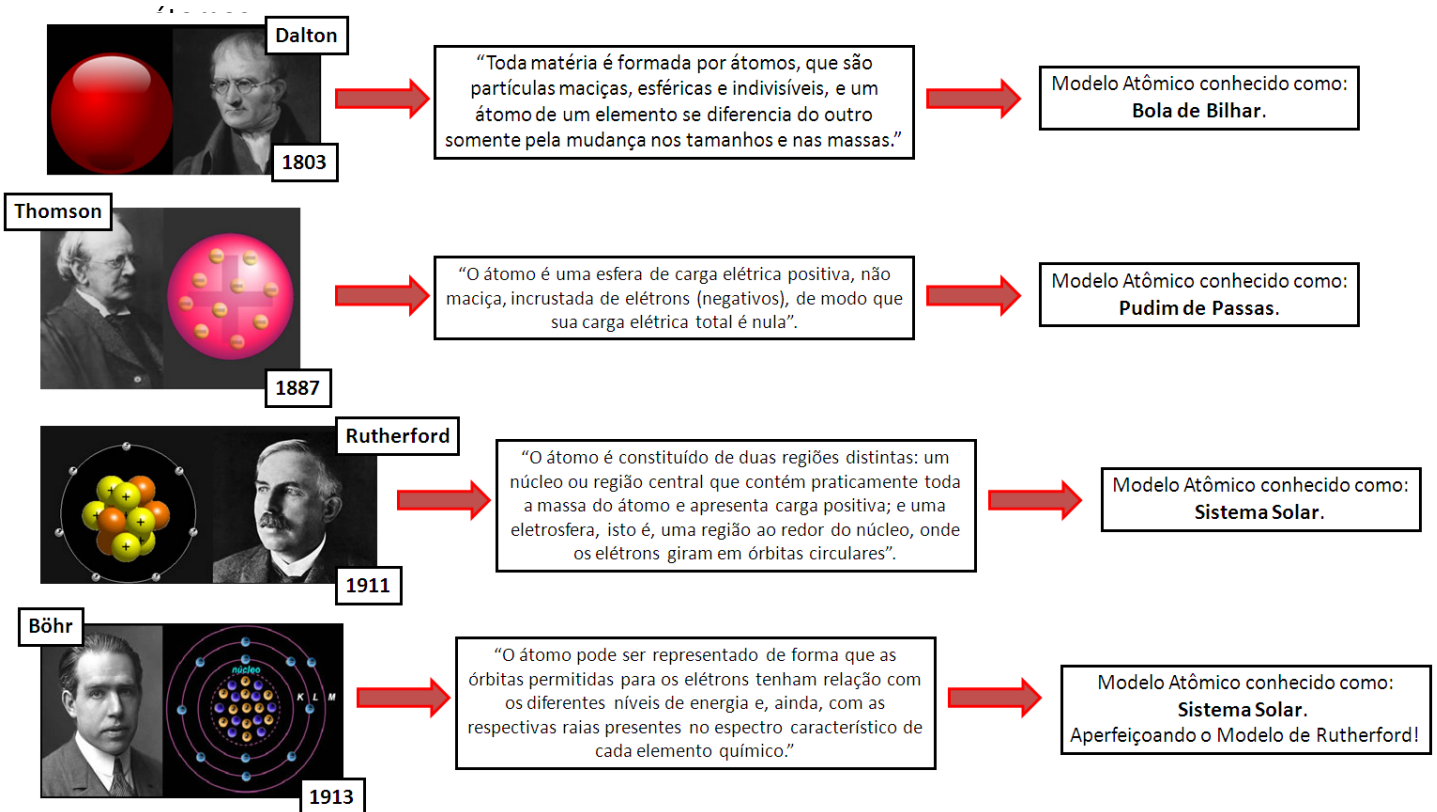 Dalton
1803
“Toda matéria é formada por átomos, que são
partículas maciças, esféricas e indivisíveis, e um
átomo de um elemento se diferencia do outro
somente pela mudança nos tamanhos e nas massas.”
Modelo Atômico conhecido como:
Bola de Bilhar.
Thomson
1887
“O átomo é uma esfera de carga elétrica positiva, não
maciça, incrustada de elétrons (negativos), de modo que
sua carga elétrica total é nula”.
Modelo Atômico conhecido como:
Pudim de Passas.
Rutherford
1911
“O átomo é constituído de duas regiões distintas: um
núcleo ou região central que contém praticamente toda
a massa do átomo e apresenta carga positiva; e uma
eletrosfera, isto é, uma região ao redor do núcleo, onde
os elétrons giram em órbitas circulares”.
Modelo Atômico conhecido como:
Sistema Solar.
Böhr
núcleo
K L M
1913
“O átomo pode ser representado de forma que as
órbitas permitidas para os elétrons tenham relação com
os diferentes níveis de energia e, ainda, com as
respectivas raias presentes no espectro característico de
cada elemento químico.”
Modelo Atômico conhecido como:
Sistema Solar.
Aperfeiçoando o Modelo de Rutherford!